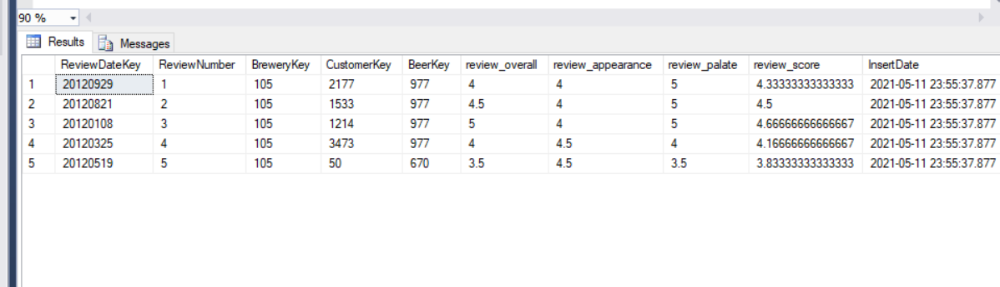 90 %
Results Messages
ReviewDateKey ReviewNumber BreweryKey CustomerKey BeerKey review_overall review_appearance review_palate review_score InsertDate
1 20120929 1 105 2177 977 4 4 5 4.33333333333333 2021-05-11 23:55:37.877
2 20120821 2 105 1533 977 4.5 4 5 4.5 2021-05-11 23:55:37.877
3 20120108 3 105 1214 977 5 4 5 4.66666666666667 2021-05-11 23:55:37.877
4 20120325 4 105 3473 977 4 4.5 4 4.16666666666667 2021-05-11 23:55:37.877
5 20120519 5 105 50 670 3.5 4.5 3.5 3.83333333333333 2021-05-11 23:55:37.877